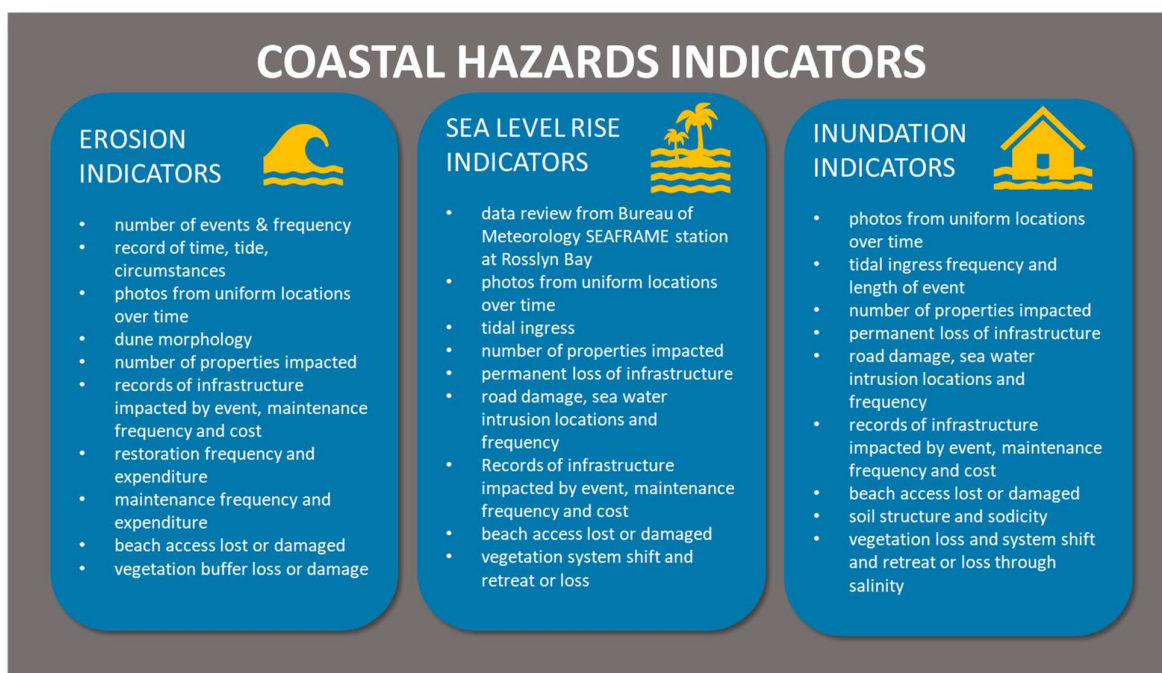 COASTAL HAZARDS INDICATORS
EROSION
INDICATORS
• number of events & frequency
• record of time, tide,
circumstances
• photos from uniform locations
over time
• dune morphology
• number of properties impacted
• records of infrastructure
impacted by event, maintenance
frequency and cost
• restoration frequency and
expenditure
• maintenance frequency and
expenditure
• beach access lost or damaged
• vegetation buffer loss or damage
SEA LEVEL RISE
INDICATORS
• data review from Bureau of
Meteorology SEAFRAME station
at Rosslyn Bay
• photos from uniform locations
over time
• tidal ingress
• number of properties impacted
• permanent loss of infrastructure
• road damage, sea water
intrusion locations and
frequency
• Records of infrastructure
impacted by event, maintenance
frequency and cost
• beach access lost or damaged
• vegetation system shift and
retreat or loss
INUNDATION
INDICATORS
• photos from uniform locations
over time
• tidal ingress frequency and
length of event
• number of properties impacted
• permanent loss of infrastructure
• road damage, sea water
intrusion locations and
frequency
• records of infrastructure
impacted by event, maintenance
frequency and cost
• beach access lost or damaged
• soil structure and sodicity
• vegetation loss and system shift
and retreat or loss through
salinity